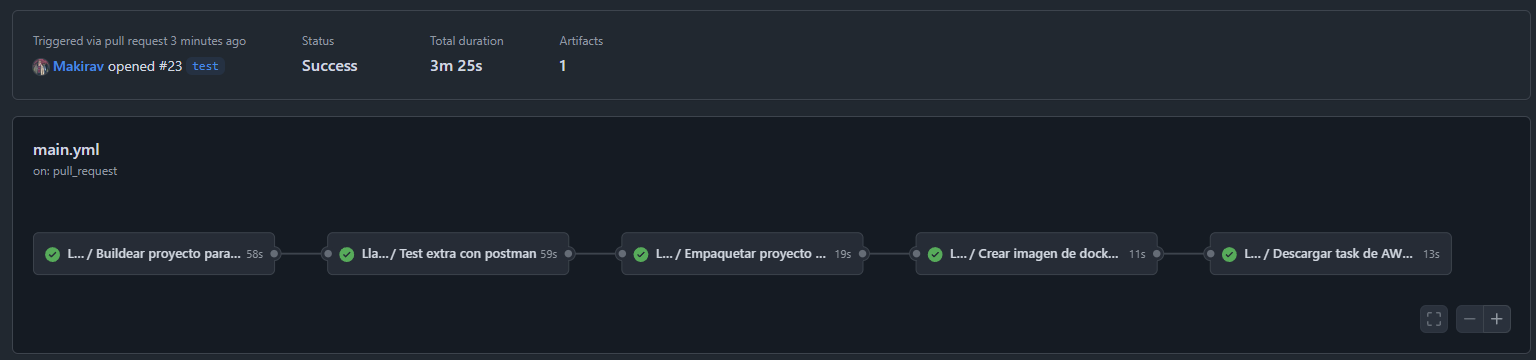 Triggered via pull request 3 minutes ago
Makirav opened #23 test
Status
Success
Total duration
3m 25s
Artifacts
1
main.yml
on: pull_request
L... / Buildear proyecto para... 58s
Lla... / Test extra con postman 59s
L... / Empaquetar proyecto ... 19s
L... / Crear imagen de dock... 11s
L... / Descargar task de AW... 13s